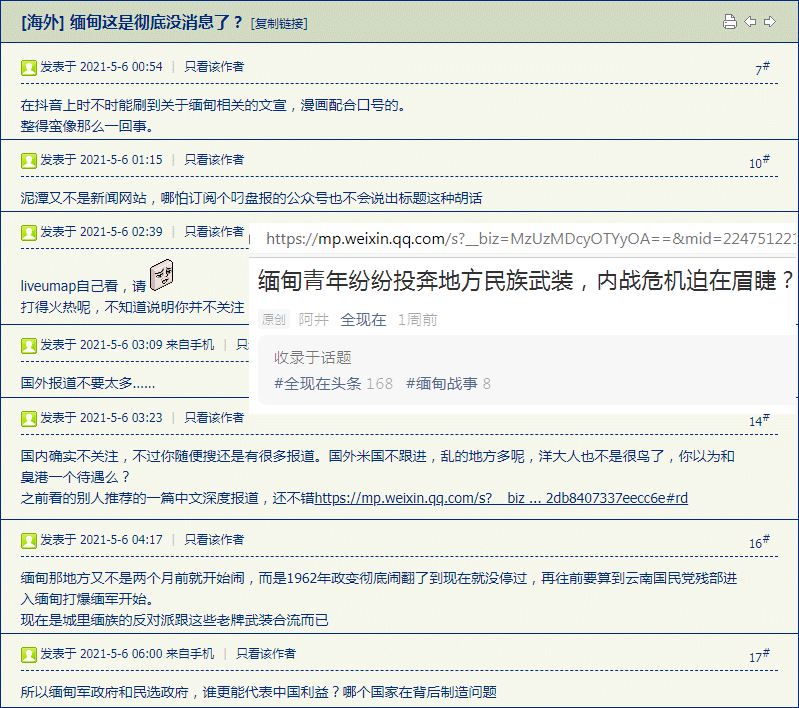 [海外] 缅甸这是彻底没消息了？ [复制链接]
发表于 2021-5-6 00:54 | 只看该作者
7#
在抖音上时不时能刷到关于缅甸相关的文宣，漫画配合口号的。
整得蛮像那么一回事。
发表于 2021-5-6 01:15 | 只看该作者
10#
泥潭又不是新闻网站，哪怕订阅个叼盘报的公众号也不会说出标题这种胡话
发表于 2021-5-6 02:39 | 只看该作者
liveumap自己看，请
打得火热呢，不知道说明你并不关注
https://mp.weixin.qq.com/s?__biz=MzUzMDcyOTYyOA==&mid=224751221
缅甸青年纷纷投奔地方民族武装，内战危机迫在眉睫？
原创 阿井 全现在 1周前
收录于话题
#全现在头条 168 #缅甸战事 8
发表于 2021-5-6 03:09 来自手机 | 只
国外报道不要太多......
发表于 2021-5-6 03:23 | 只看该作者
14#
国内确实不关注，不过你随便搜还是有很多报道。国外米国不跟进，乱的地方多呢，洋大人也不是很鸟了，你以为和
臭港一个待遇么？
之前看的别人推荐的一篇中文深度报道，还不错https://mp.weixin.qq.com/s?__biz ... 2db8407337eecc6e#rd
发表于 2021-5-6 04:17 | 只看该作者
16#
缅甸那地方又不是两个月前就开始闹，而是1962年政变彻底闹翻了到现在就没停过，再往前要算到云南国民党残部进
入缅甸打爆缅军开始。
现在是城里缅族的反对派跟这些老牌武装合流而已
发表于 2021-5-6 06:00 来自手机 | 只看该作者
17#
所以缅甸军政府和民选政府，谁更能代表中国利益？哪个国家在背后制造问题